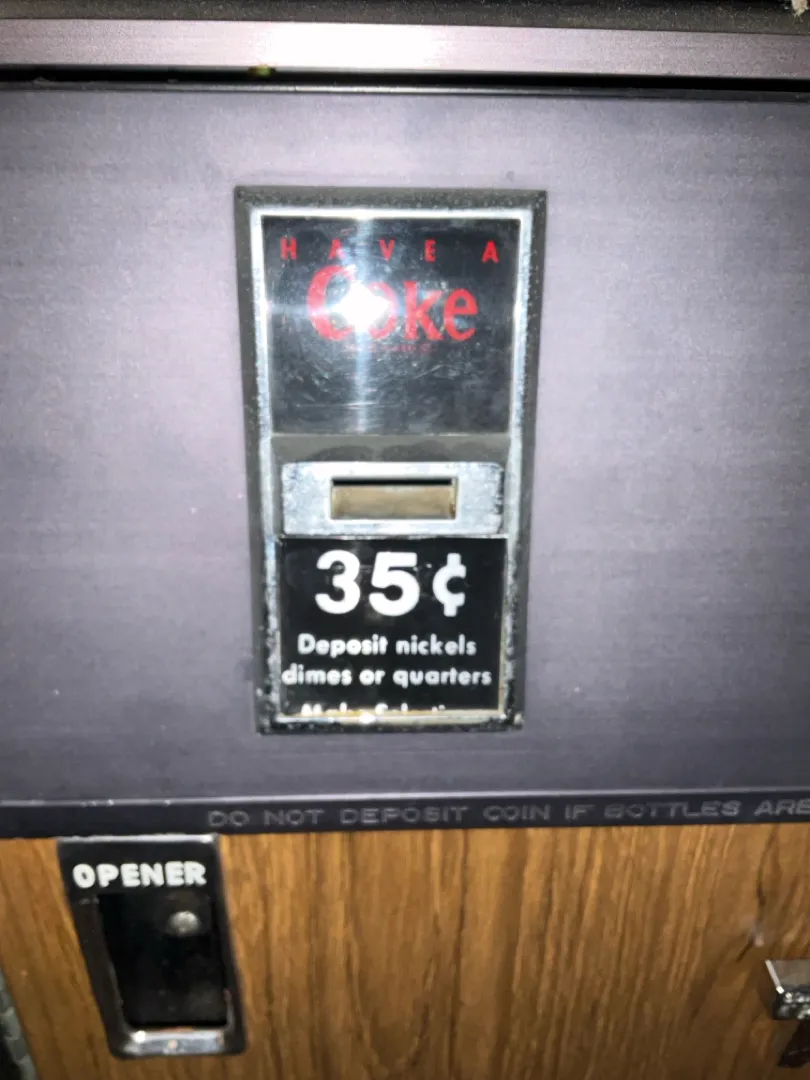 HAVE A
Coke
35¢
Deposit nickels
dimes or quarters
DO NOT DEPOSIT COIN IF BOTTLES ARE
OPENER